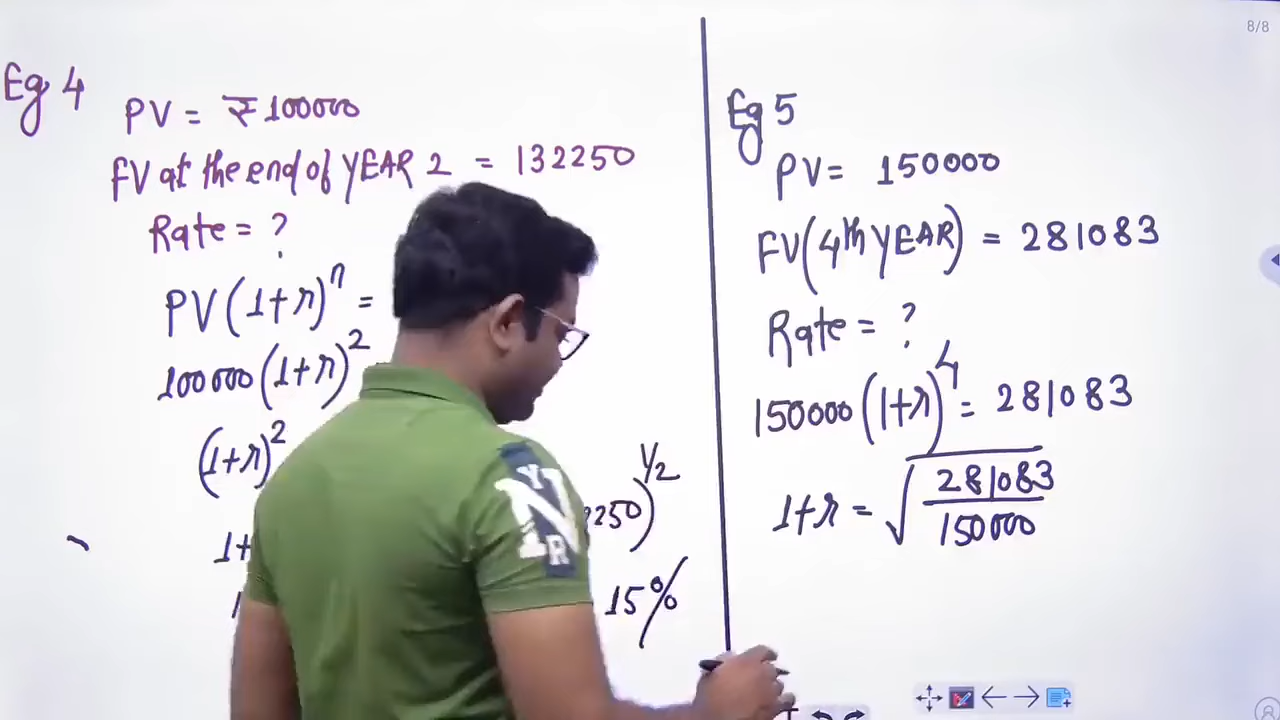 8/8
Eg 4
PV = ₹100000
FV at the end of YEAR 2 = 132250
Rate = ?
PV(1+r)^n =
100000(1+r)^2
(1+r)^2
1+
2250)^1/2
15%
Eg 5
PV = 150000
FV(4th YEAR) = 281083
Rate = ?
150000(1+r)^4 = 281083
1+r = √281083/150000
NY
R